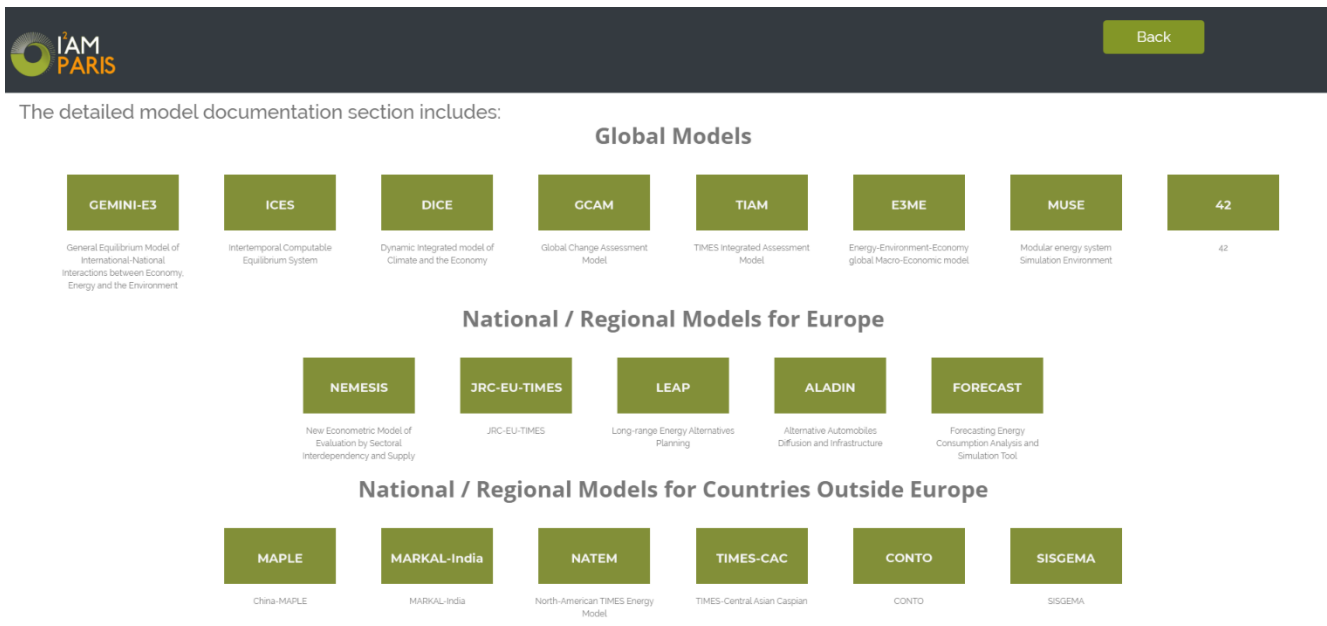 I²AM
PARIS
Back
The detailed model documentation section includes:
Global Models
GEMINI-E3
ICES
DICE
GCAM
TIAM
E3ME
MUSE
42
General Equilibrium Model of
International-National
Interactions between Economy,
Energy and the Environment
Intertemporal Computable
Equilibrium System
Dynamic Integrated model of
Climate and the Economy
Global Change Assessment
Model
TIMES Integrated Assessment
Model
Energy-Environment-Economy
global Macro-Economic model
Modular energy system
Simulation Environment
42
National / Regional Models for Europe
NEMESIS
JRC-EU-TIMES
LEAP
ALADIN
FORECAST
New Econometric Model of
Evaluation by Sectoral
Interdependency and Supply
JRC-EU-TIMES
Long-range Energy Alternatives
Planning
Alternative Automobiles
Diffusion and Infrastructure
Forecasting Energy
Consumption Analysis and
Simulation Tool
National / Regional Models for Countries Outside Europe
MAPLE
MARKAL-India
NATEM
TIMES-CAC
CONTO
SISGEMA
China-MAPLE
MARKAL-India
North-American TIMES Energy
Model
TIMES-Central Asian Caspian
CONTO
SISGEMA